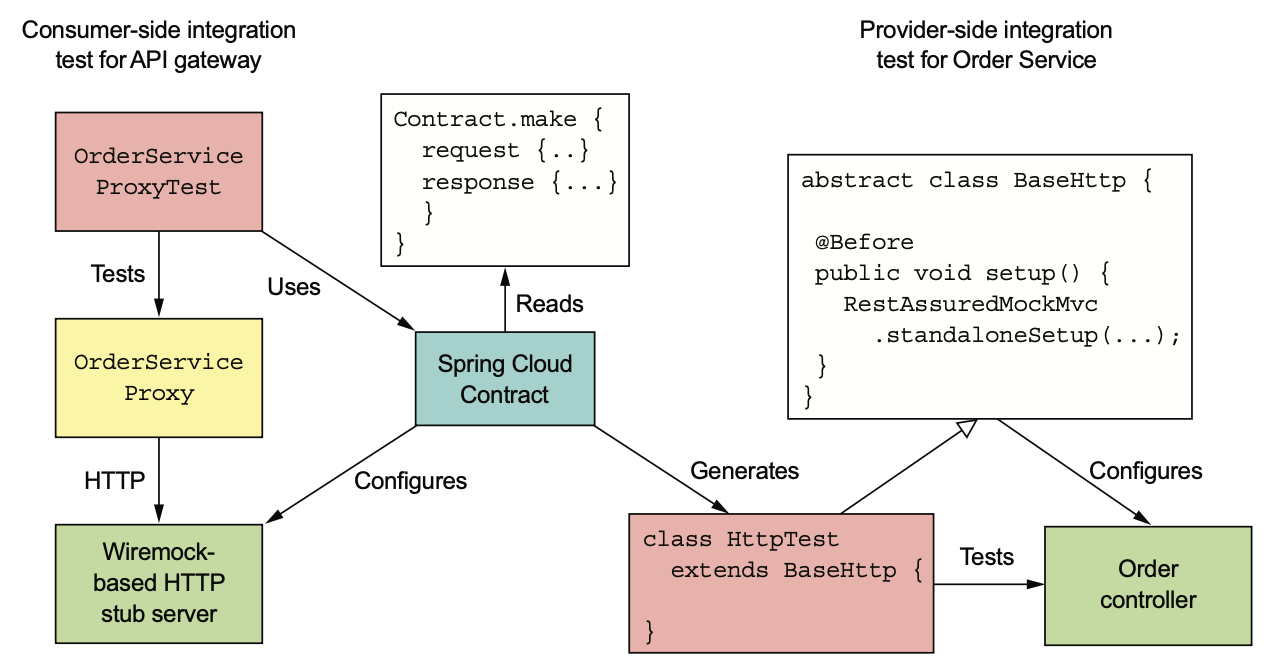 Consumer-side integration
test for API gateway
Provider-side integration
test for Order Service
OrderService
ProxyTest
Contract.make {
request {..}
response {...}
}
}
abstract class BaseHttp {
@Before
public void setup() {
RestAssuredMockMvc
.standaloneSetup(...);
}
}
Tests
Uses
Reads
OrderService
Proxy
Spring Cloud
Contract
HTTP
Configures
Generates
Configures
Wiremock-
based HTTP
stub server
class HttpTest
extends BaseHttp {
}
Tests
Order
controller